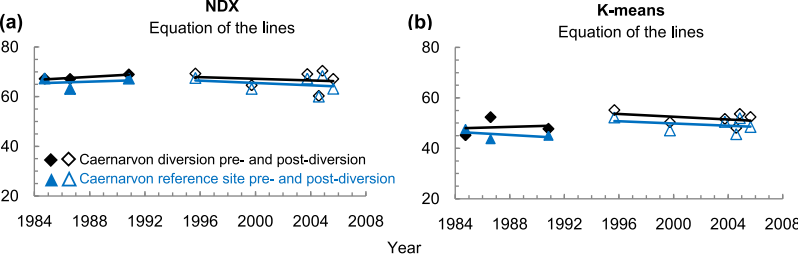 (a)
NDX
Equation of the lines
80
60
40
20
Caernarvon diversion pre- and post-diversion
Caernarvon reference site pre- and post-diversion
1984 1988 1992 1996 2000 2004 2008
(b)
K-means
Equation of the lines
80
60
40
20
1984 1988 1992 1996 2000 2004 2008
Year